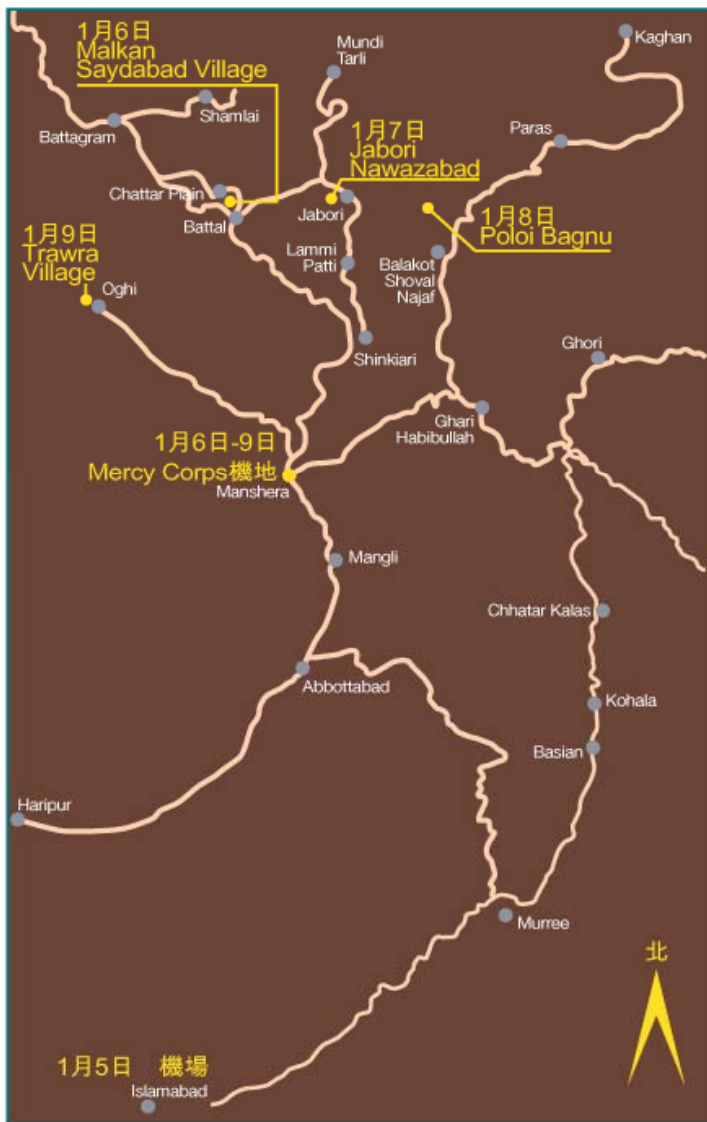 1月6日
Malkan
Saydabad Village
Mundi
Tarli
Kaghan
Shamlai
Battagram
1月7日
Jabori
Nawazabad
Paras
Chattar Plain
Jabori
Battal
1月8日
Poloi Bagnu
1月9日
Trawra
Village
Oghi
Lammi
Patti
Balakot
Shoval
Najaf
Shinkiari
Ghori
Ghari
Habibullah
1月6日-9日
Mercy Corps機地
Manshera
Mangli
Chhatar Kalas
Abbottabad
Kohala
Basian
Haripur
Murree
北
1月5日 機場
Islamabad